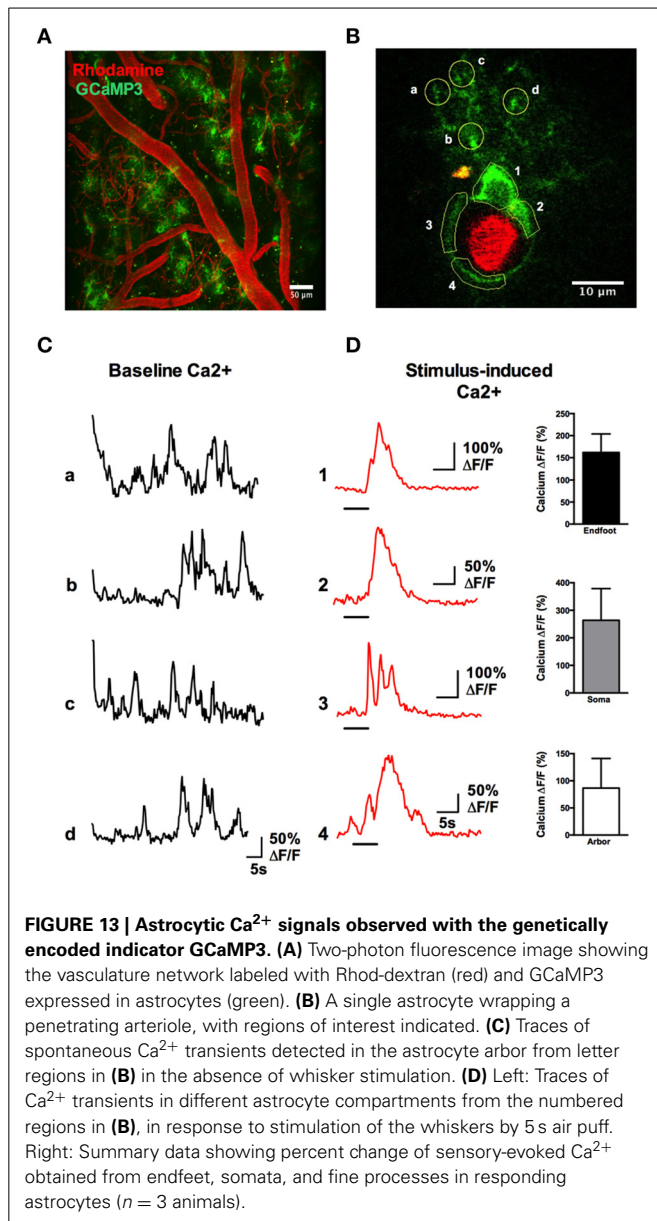 A
B
Rhodamine
GCaMP3
50 µm
a
c
d
b
1
2
3
4
10 µm
C
D
Baseline Ca2+
Stimulus-induced
Ca2+
a
b
c
d
50%
ΔF/F
5s
1
100%
ΔF/F
2
50%
ΔF/F
3
100%
ΔF/F
4
50%
ΔF/F
5s
Calcium ΔF/F (%)
250
200
150
100
50
0
Endfoot
Calcium ΔF/F (%)
400
300
200
100
0
Soma
Calcium ΔF/F (%)
150
100
50
0
Arbor
FIGURE 13 | Astrocytic Ca²⁺ signals observed with the genetically
encoded indicator GCaMP3. (A) Two-photon fluorescence image showing
the vasculature network labeled with Rhod-dextran (red) and GCaMP3
expressed in astrocytes (green). (B) A single astrocyte wrapping a
penetrating arteriole, with regions of interest indicated. (C) Traces of
spontaneous Ca²⁺ transients detected in the astrocyte arbor from letter
regions in (B) in the absence of whisker stimulation. (D) Left: Traces of
Ca²⁺ transients in different astrocyte compartments from the numbered
regions in (B), in response to stimulation of the whiskers by 5 s air puff.
Right: Summary data showing percent change of sensory-evoked Ca²⁺
obtained from endfeet, somata, and fine processes in responding
astrocytes (n = 3 animals).